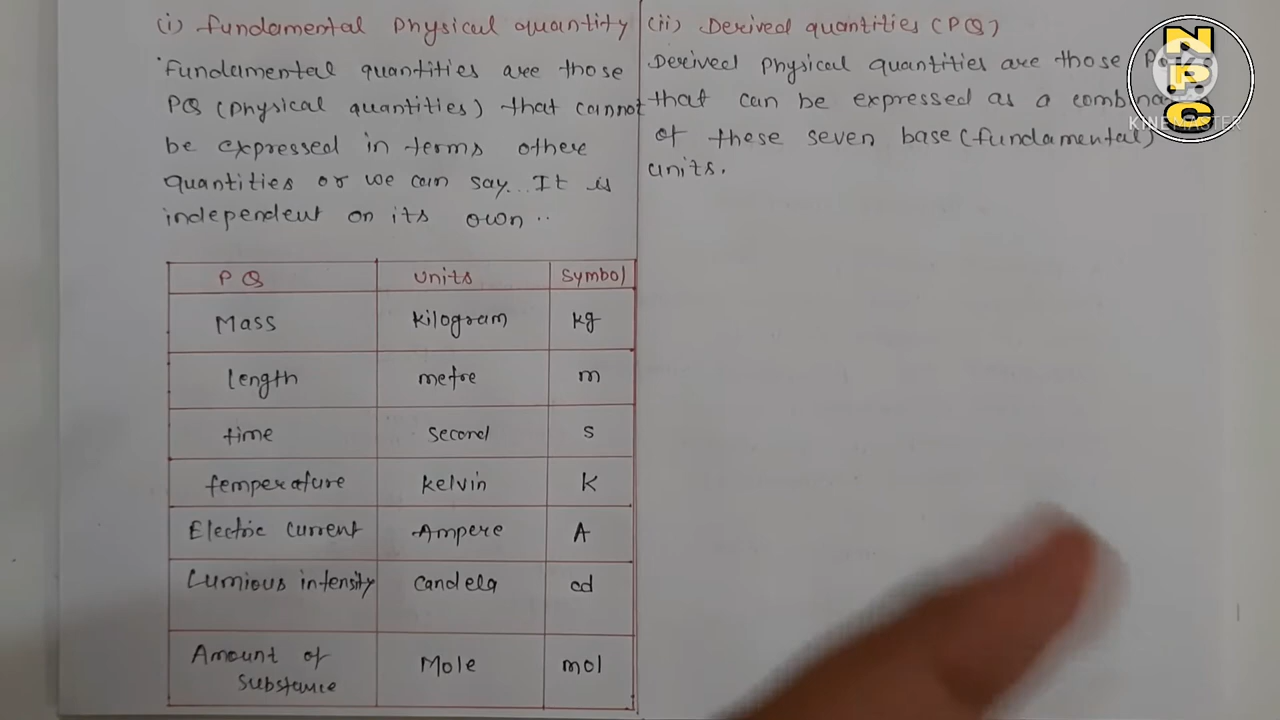 (i) Fundamental Physical quantity
Fundamental quantities are those
PQ (Physical quantities) that cannot
be expressed in terms othere
quantities or we can say... It is
independent on its own ..
PQ units Symbol
Mass kilogram kg
length metre m
time second s
temperature kelvin K
Electric current Ampere A
Lumious intensity candela cd
Amount of
substance Mole mol
(ii) Derived quantities (PQ)
Derived Physical quantities are those
that can be expressed as a
of these seven base (fundamental)
units.
NPC
KINEMASTER